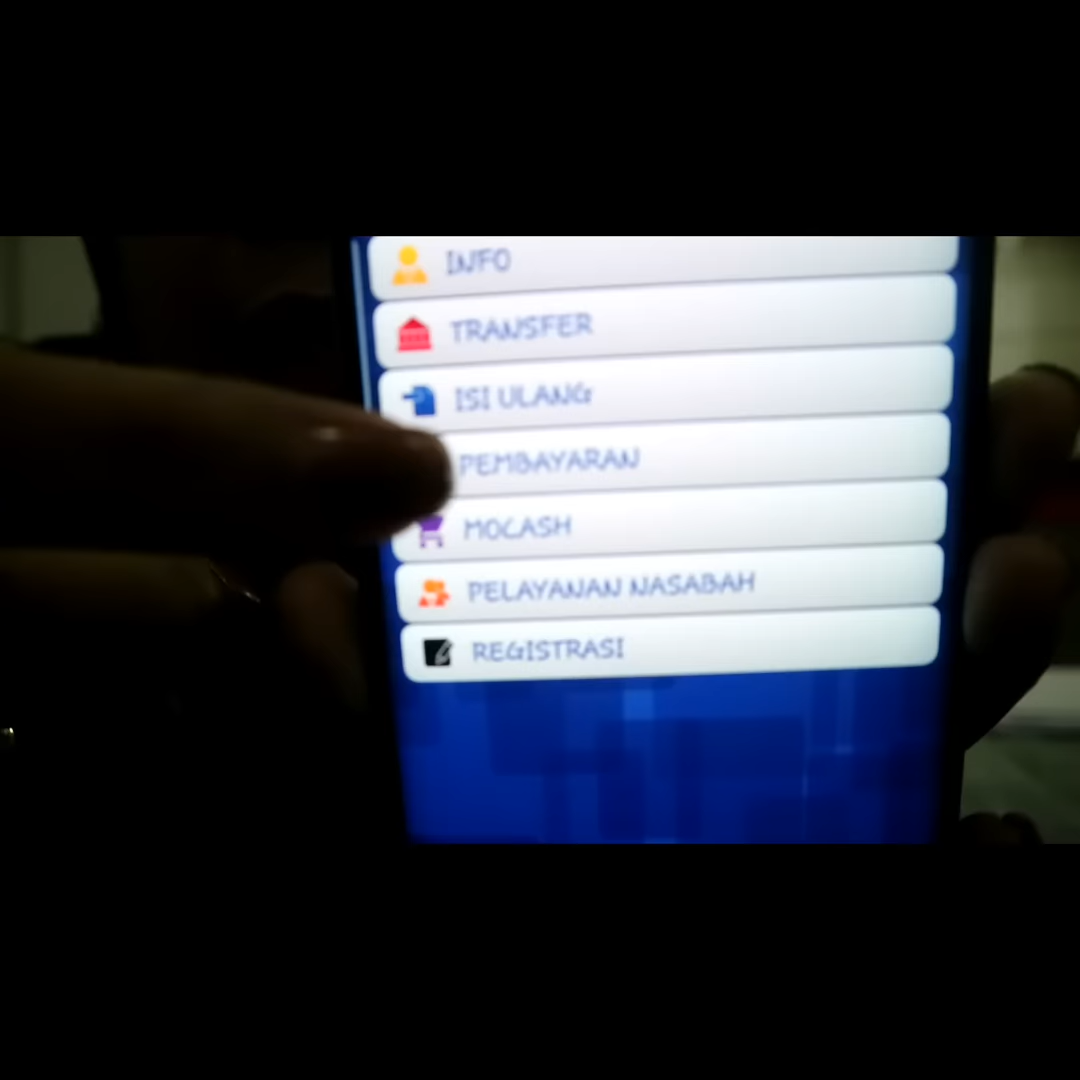 INFO
TRANSFER
ISI ULANG
PEMBAYARAN
MOCASH
PELAYANAN NASABAH
REGISTRASI